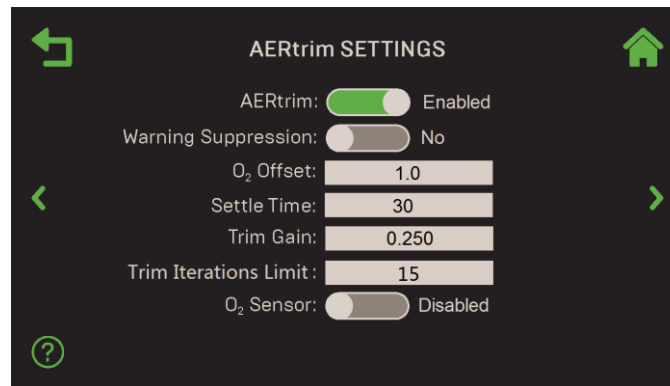 AERtrim SETTINGS
AERtrim: Enabled
Warning Suppression: No
O₂ Offset: 1.0
Settle Time: 30
Trim Gain: 0.250
Trim Iterations Limit : 15
O₂ Sensor: Disabled
?